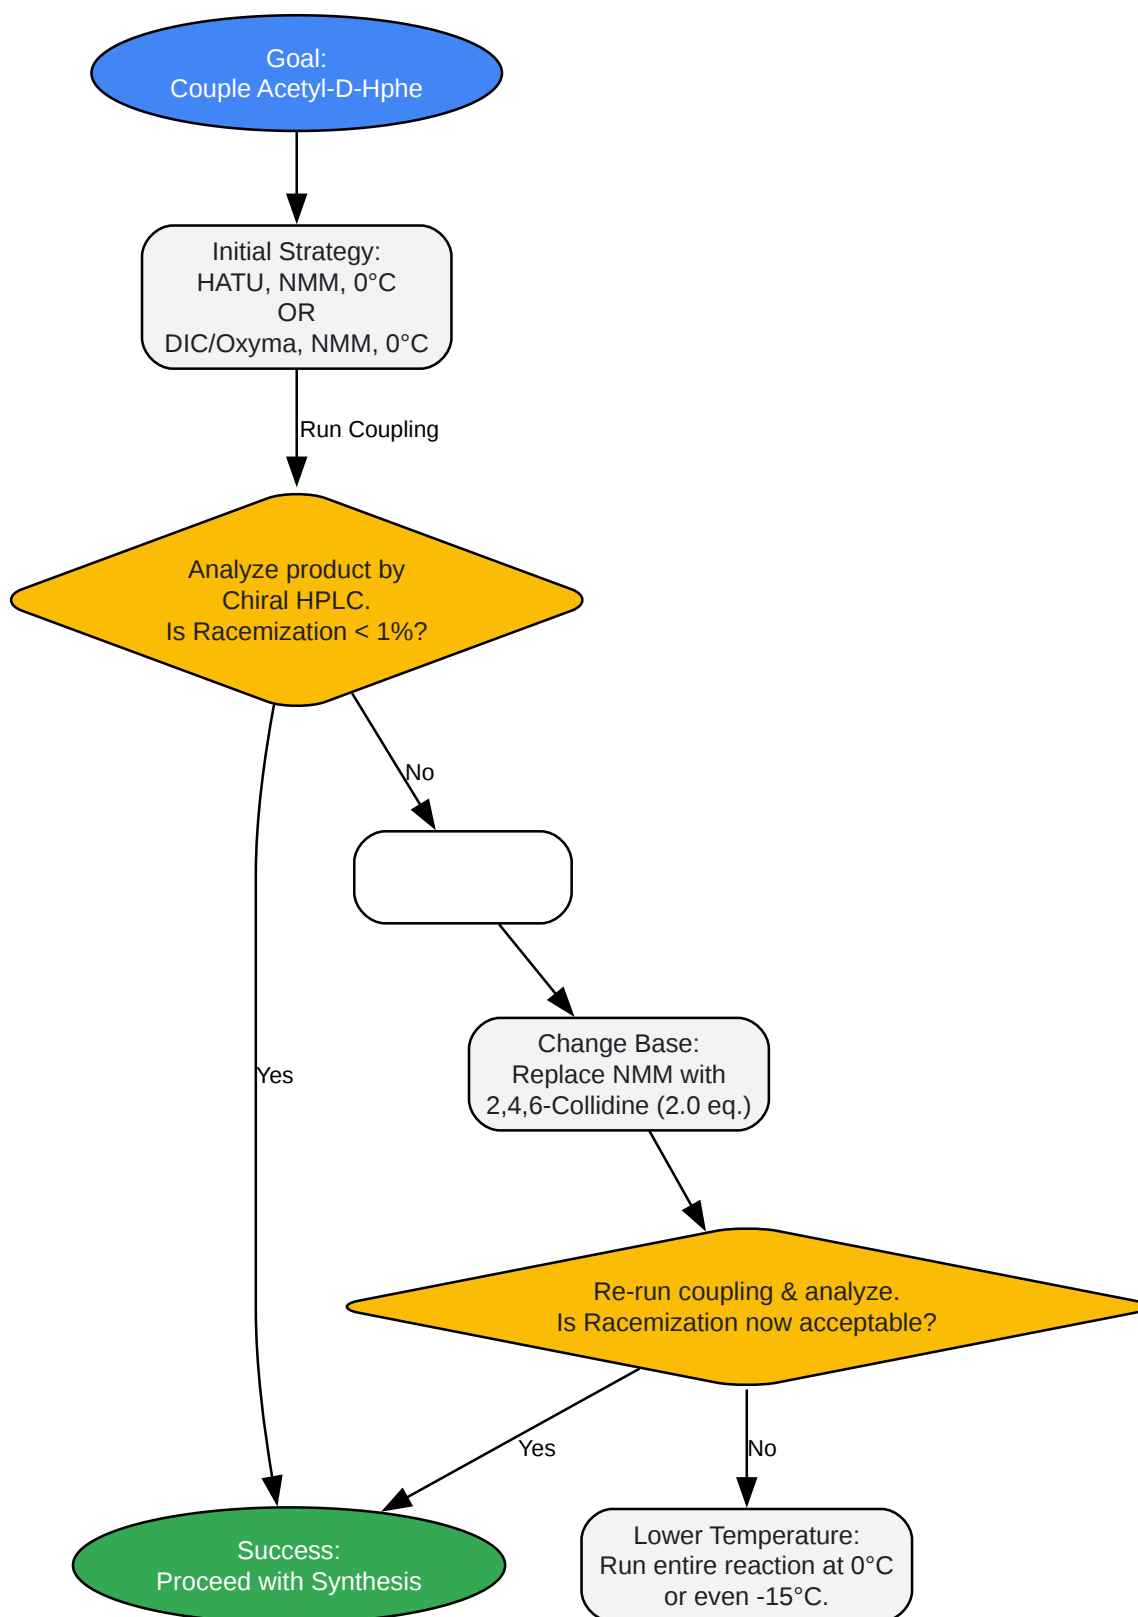 Goal:
Couple Acetyl-D-Hphe
Initial Strategy:
HATU, NMM, 0°C
OR
DIC/Oxyma, NMM, 0°C
Run Coupling
Analyze product by
Chiral HPLC.
Is Racemization < 1%?
No
Change Base:
Replace NMM with
2,4,6-Collidine (2.0 eq.)
Yes
Re-run coupling & analyze.
Is Racemization now acceptable?
Yes
No
Success:
Proceed with Synthesis
Lower Temperature:
Run entire reaction at 0°C
or even -15°C.